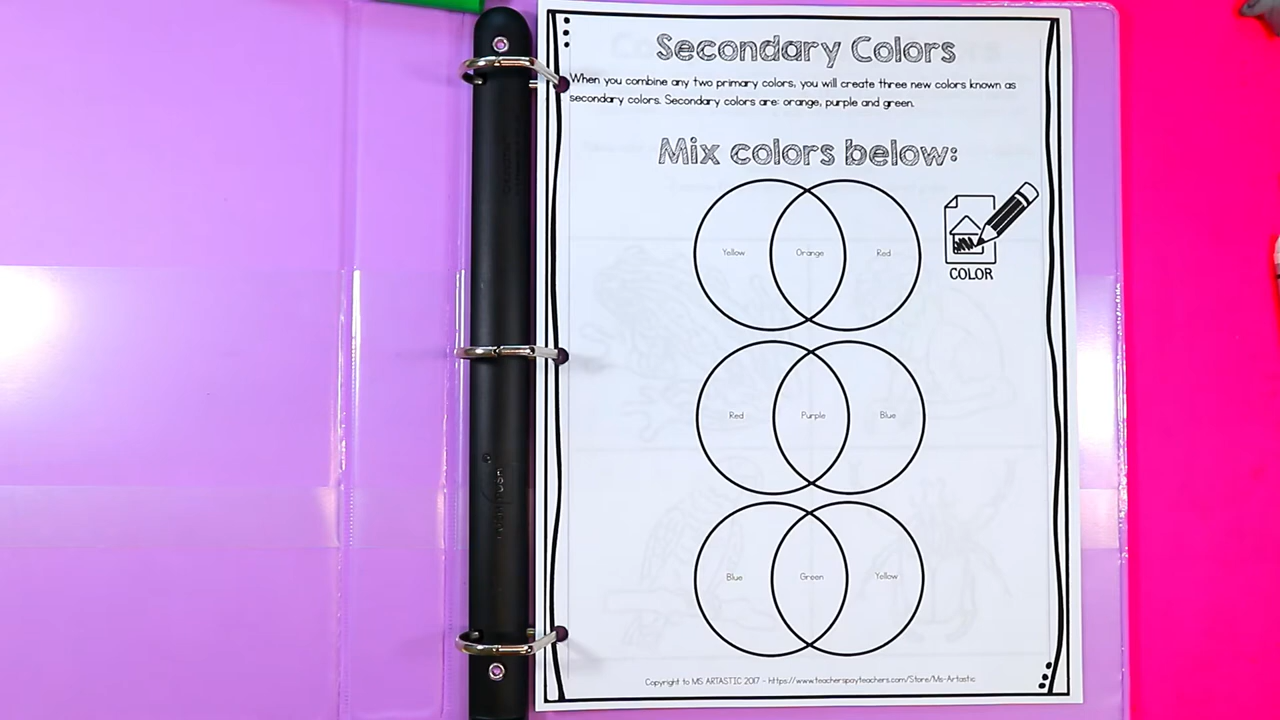 Secondary Colors
When you combine any two primary colors, you will create three new colors known as
secondary colors. Secondary colors are: orange, purple and green.
Mix colors below:
Yellow Orange Red
COLOR
Red Purple Blue
Blue Green Yellow
Copyright to MS ARTASTIC 2017 - https://www.teacherspayteachers.com/Store/Ms-Artastic